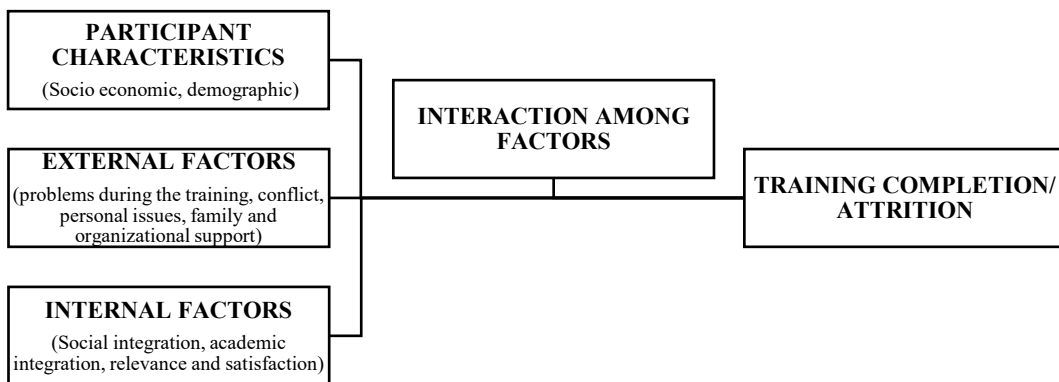 PARTICIPANT
CHARACTERISTICS
(Socio economic, demographic)
EXTERNAL FACTORS
(problems during the training, conflict,
personal issues, family and
organizational support)
INTERNAL FACTORS
(Social integration, academic
integration, relevance and satisfaction)
INTERACTION AMONG
FACTORS
TRAINING COMPLETION/
ATTRITION